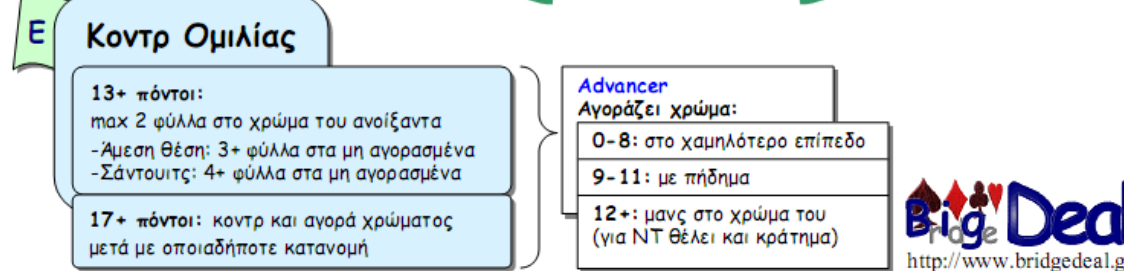 Ε
Κοντρ Ομιλίας
13+ πόντοι:
max 2 φύλλα στο χρώμα του ανοίξαντα
-Άμεση θέση: 3+ φύλλα στα μη αγορασμένα
-Σάντουιτς: 4+ φύλλα στα μη αγορασμένα
17+ πόντοι: κοντρ και αγορά χρώματος
μετά με οποιαδήποτε κατανομή
Advancer
Αγοράζει χρώμα:
0-8: στο χαμηλότερο επίπεδο
9-11: με πήδημα
12+: μανς στο χρώμα του
(για ΝΤ θέλει και κράτημα)
Big Deal
Bridge
http://www.bridgedeal.g